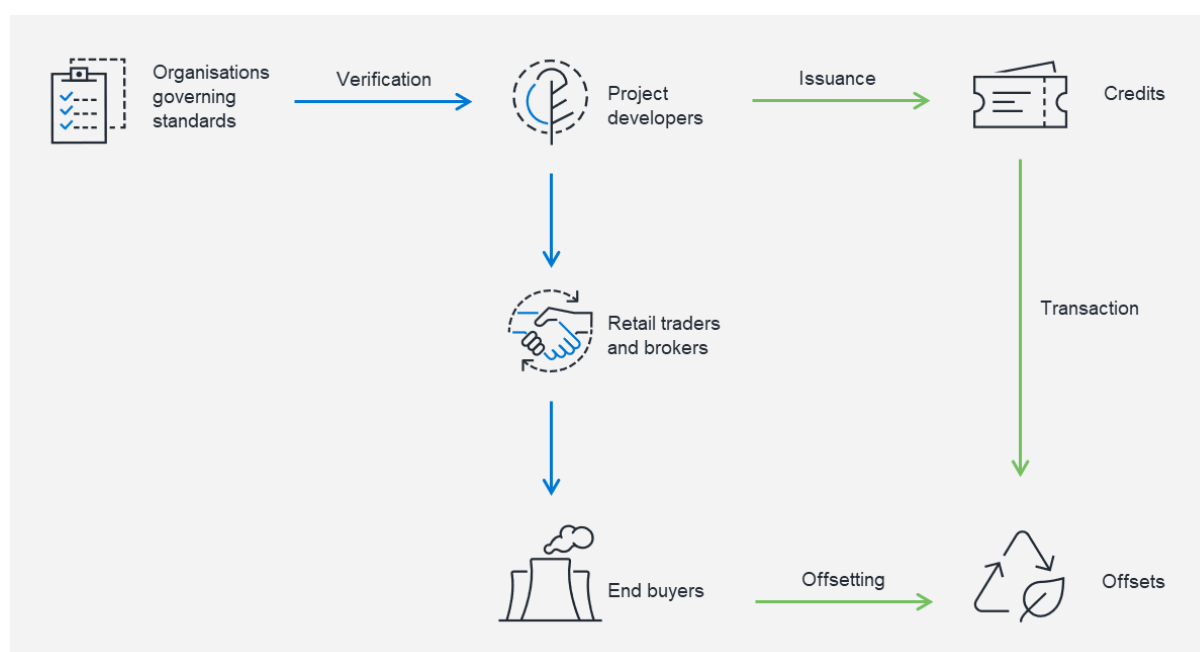 Organisations
governing
standards
Verification
Project
developers
Issuance
Credits
Retail traders
and brokers
Transaction
End buyers
Offsetting
Offsets